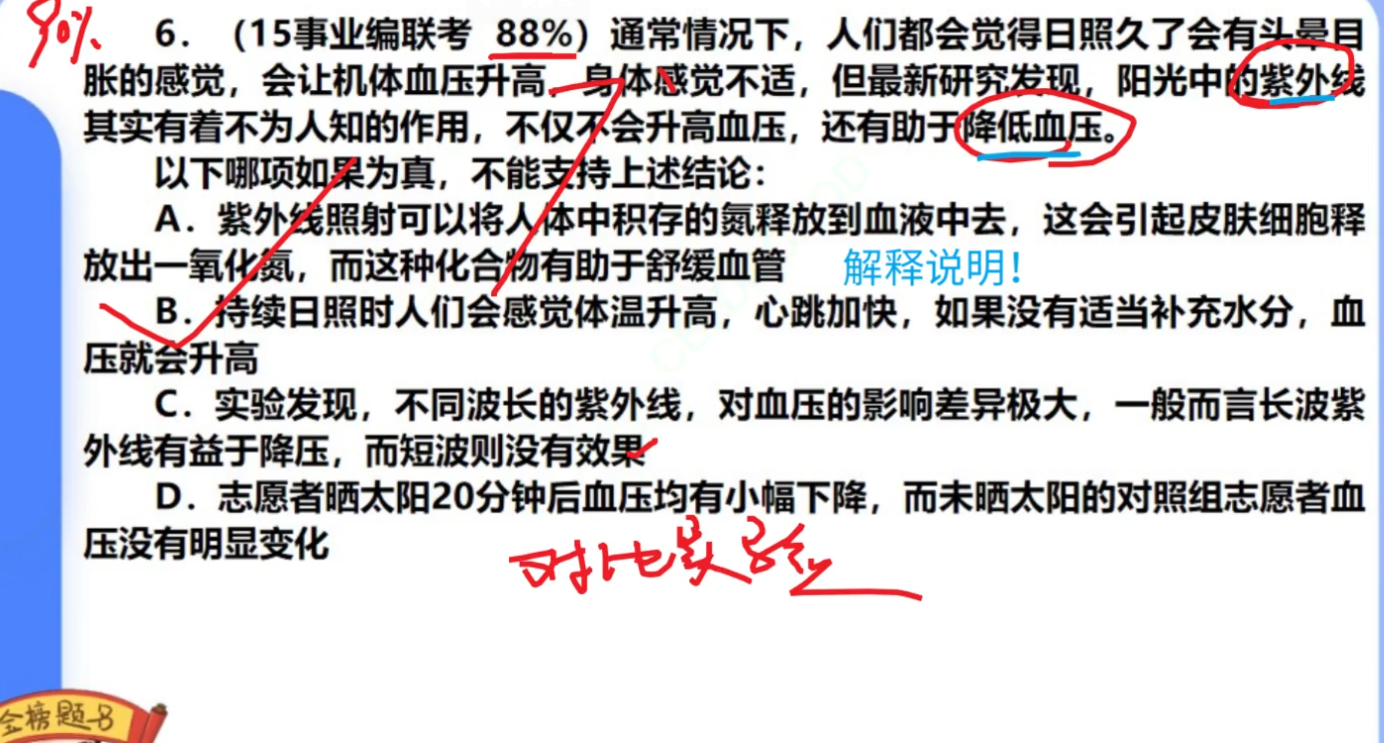 90%
6.（15事业编联考 88%）通常情况下，人们都会觉得日照久了会有头晕目
胀的感觉，会让机体血压升高，身体感觉不适，但最新研究发现，阳光中的紫外线
其实有着不为人知的作用，不仅不会升高血压，还有助于降低血压。
以下哪项如果为真，不能支持上述结论：
A．紫外线照射可以将人体中积存的氮释放到血液中去，这会引起皮肤细胞释
放出一氧化氮，而这种化合物有助于舒缓血管 解释说明！
B．持续日照时人们会感觉体温升高，心跳加快，如果没有适当补充水分，血
压就会升高
C．实验发现，不同波长的紫外线，对血压的影响差异极大，一般而言长波紫
外线有益于降压，而短波则没有效果
D．志愿者晒太阳20分钟后血压均有小幅下降，而未晒太阳的对照组志愿者血
压没有明显变化
对比实验
金榜题名